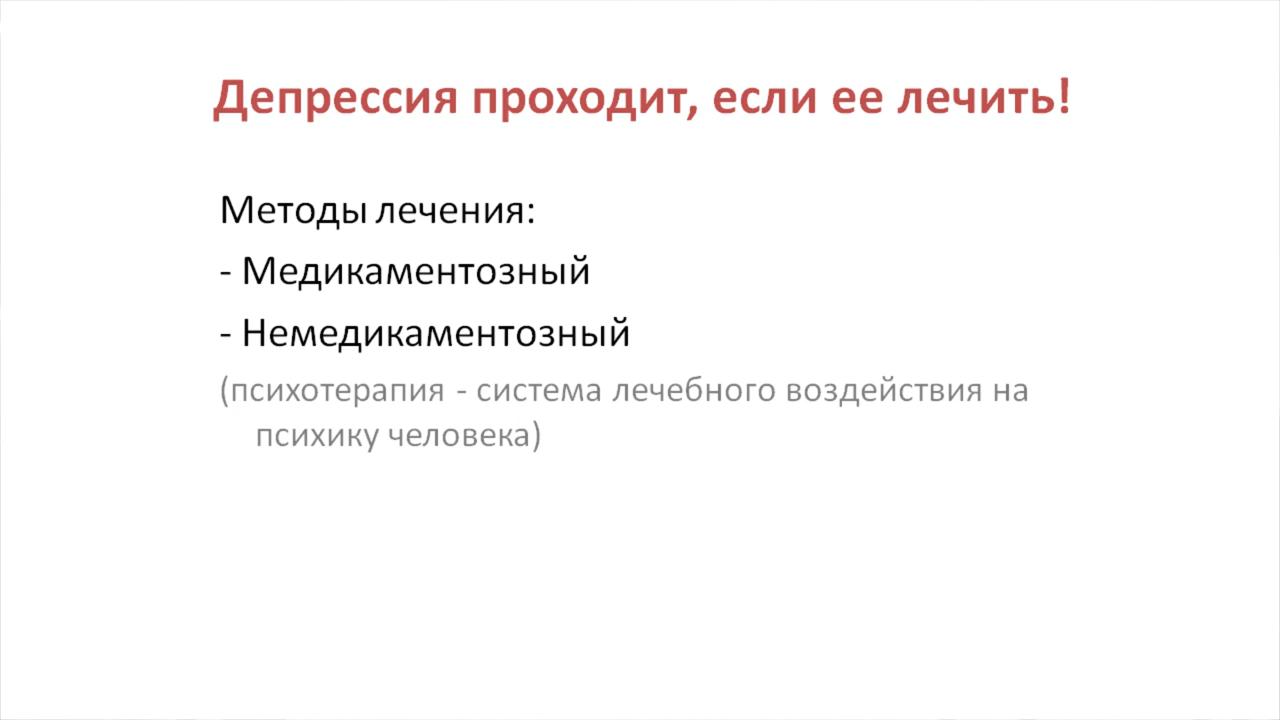 Депрессия проходит, если ее лечить!
Методы лечения:
- Медикаментозный
- Немедикаментозный
(психотерапия - система лечебного воздействия на
психику человека)